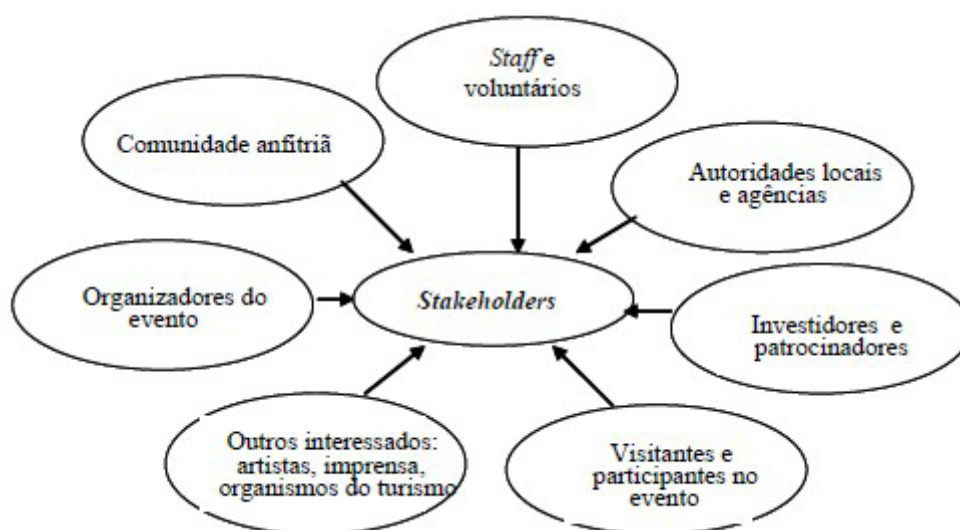 Staff e
voluntários
Comunidade anfitriã
Autoridades locais
e agências
Organizadores do
evento
Stakeholders
Investidores e
patrocinadores
Outros interessados:
artistas, imprensa,
organismos do turismo
Visitantes e
participantes no
evento